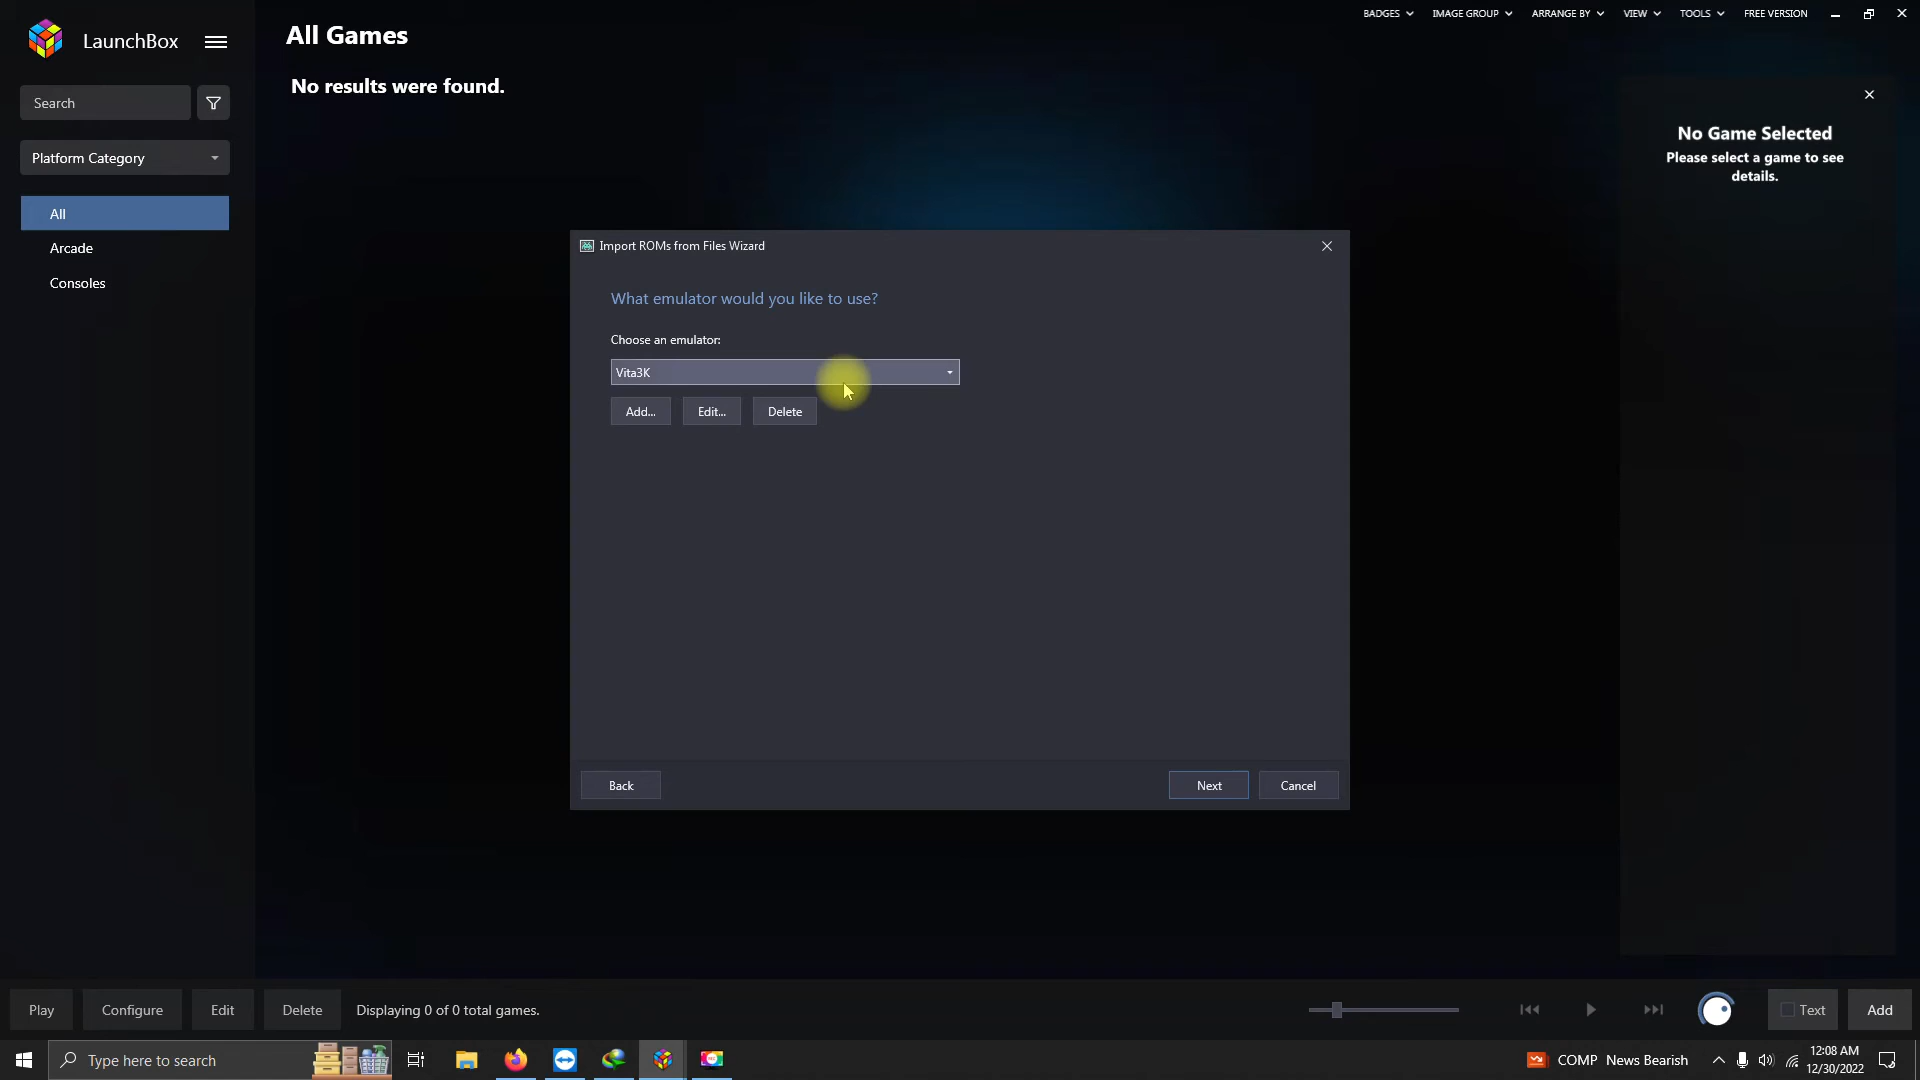 LaunchBox
All Games
BADGES
IMAGE GROUP
ARRANGE BY
VIEW
TOOLS
FREE VERSION
No results were found.
Search
Platform Category
All
Arcade
Consoles
No Game Selected
Please select a game to see
details.
Import ROMs from Files Wizard
What emulator would you like to use?
Choose an emulator:
Vita3K
Add...
Edit...
Delete
Back
Next
Cancel
Play
Configure
Edit
Delete
Displaying 0 of 0 total games.
Text
Add
Type here to search
COMP News Bearish
12:08 AM
12/30/2022